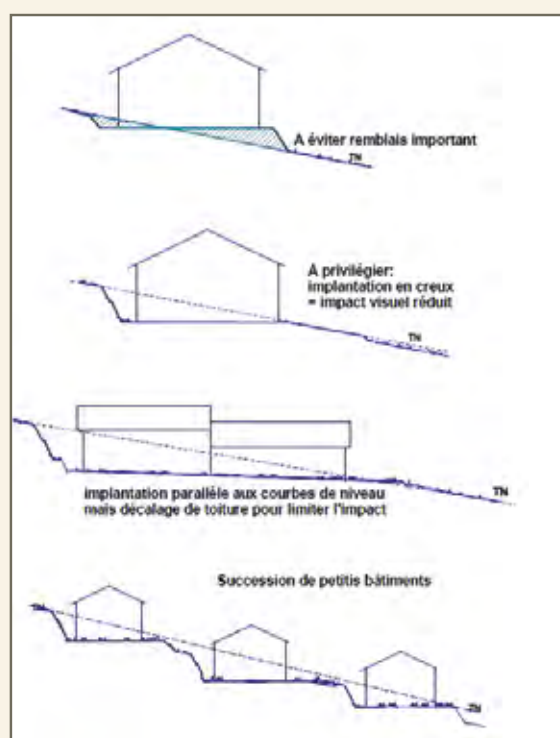 A éviter remblais important
TN
A privilégier:
implantation en creux
= impact visuel réduit
TN
implantation parallèle aux courbes de niveau
mais décalage de toiture pour limiter l'impact
TN
Succession de petitis bâtiments
TN
TN